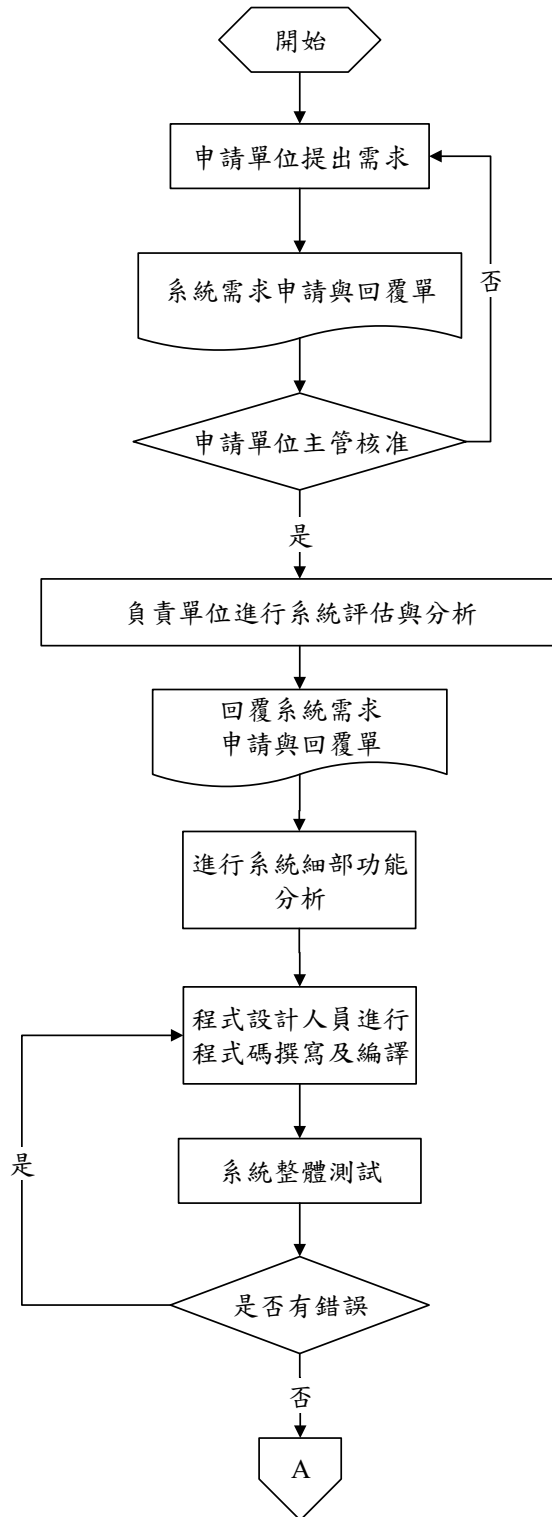 開始
申請單位提出需求
系統需求申請與回覆單
否
申請單位主管核准
是
負責單位進行系統評估與分析
回覆系統需求
申請與回覆單
進行系統細部功能
分析
程式設計人員進行
程式碼撰寫及編譯
是
系統整體測試
是否有錯誤
否
A